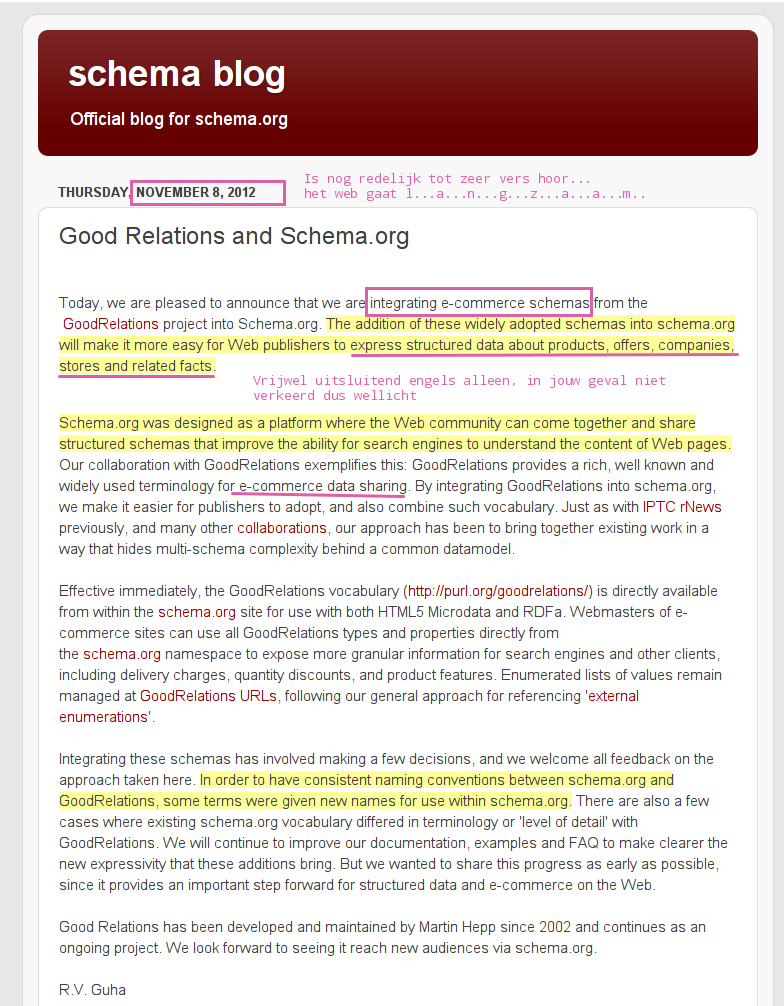 schema blog
Official blog for schema.org
Is nog redelijk tot zeer vers hoor...
THURSDAY, NOVEMBER 8, 2012
het web gaat l...a...n...g...z...a...a...m..
Good Relations and Schema.org
Today, we are pleased to announce that we are integrating e-commerce schemas from the
GoodRelations project into Schema.org. The addition of these widely adopted schemas into schema.org
will make it more easy for Web publishers to express structured data about products, offers, companies,
stores and related facts.
Vrijwel uitsluitend engels alleen, in jouw geval niet
verkeerd dus wellicht
Schema.org was designed as a platform where the Web community can come together and share
structured schemas that improve the ability for search engines to understand the content of Web pages.
Our collaboration with GoodRelations exemplifies this: GoodRelations provides a rich, well known and
widely used terminology for e-commerce data sharing. By integrating GoodRelations into schema.org,
we make it easier for publishers to adopt, and also combine such vocabulary. Just as with IPTC rNews
previously, and many other collaborations, our approach has been to bring together existing work in a
way that hides multi-schema complexity behind a common datamodel.
Effective immediately, the GoodRelations vocabulary (http://purl.org/goodrelations/) is directly available
from within the schema.org site for use with both HTML5 Microdata and RDFa. Webmasters of e-
commerce sites can use all GoodRelations types and properties directly from
the schema.org namespace to expose more granular information for search engines and other clients,
including delivery charges, quantity discounts, and product features. Enumerated lists of values remain
managed at GoodRelations URLs, following our general approach for referencing 'external
enumerations'.
Integrating these schemas has involved making a few decisions, and we welcome all feedback on the
approach taken here. In order to have consistent naming conventions between schema.org and
GoodRelations, some terms were given new names for use within schema.org. There are also a few
cases where existing schema.org vocabulary differed in terminology or 'level of detail' with
GoodRelations. We will continue to improve our documentation, examples and FAQ to make clearer the
new expressivity that these additions bring. But we wanted to share this progress as early as possible,
since it provides an important step forward for structured data and e-commerce on the Web.
Good Relations has been developed and maintained by Martin Hepp since 2002 and continues as an
ongoing project. We look forward to seeing it reach new audiences via schema.org.
R.V. Guha